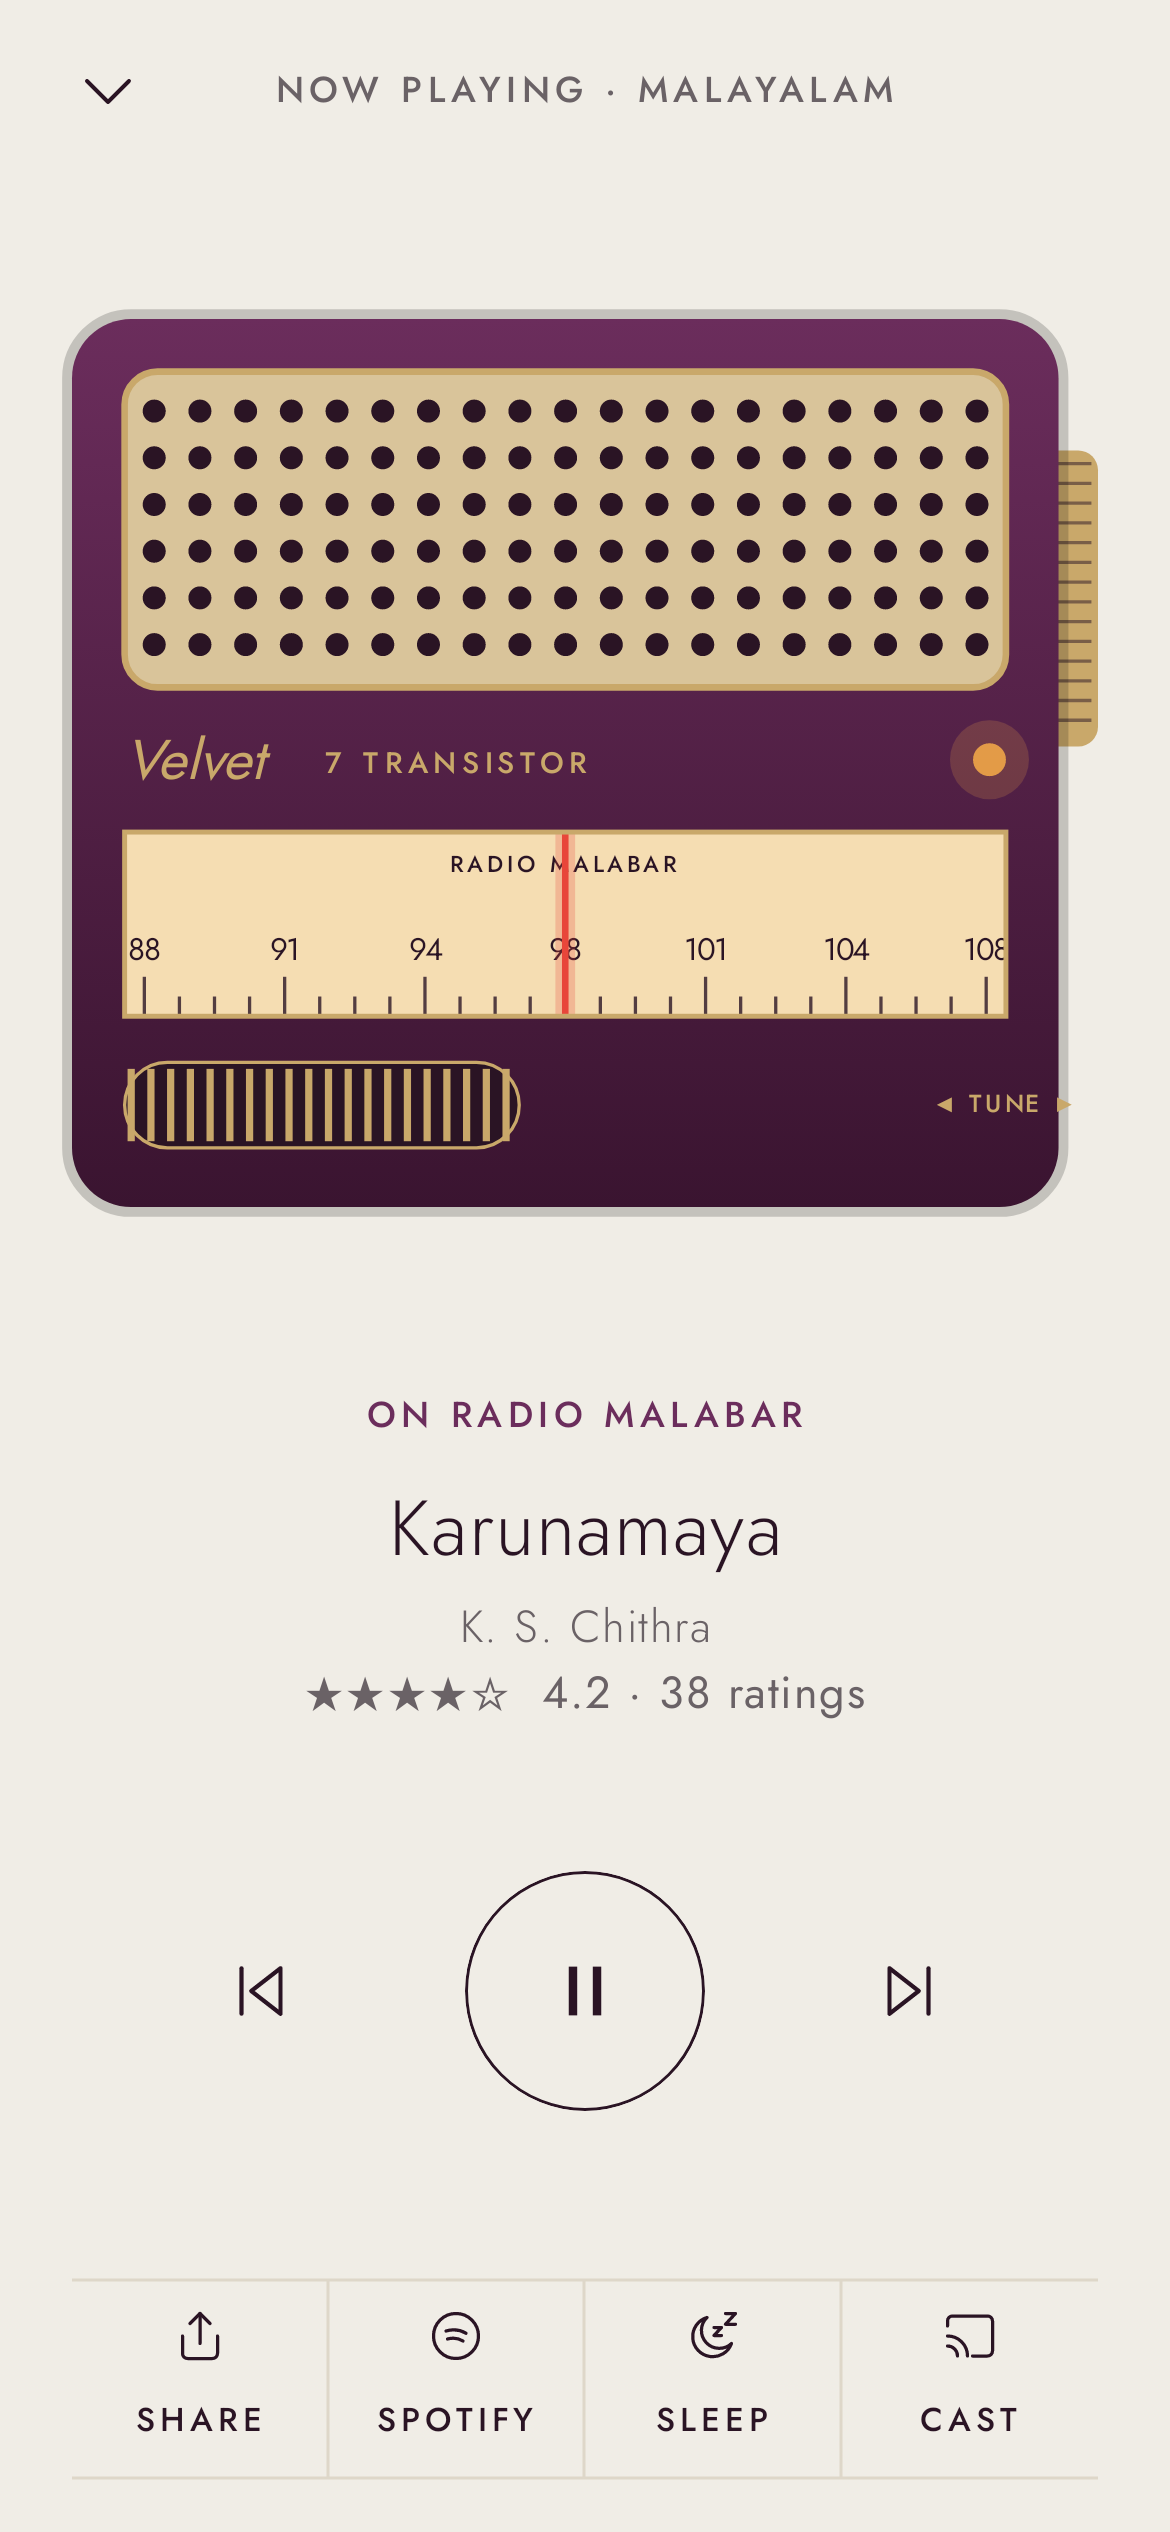 NOW PLAYING · MALAYALAM
Velvet 7 TRANSISTOR
RADIO MALABAR
88 91 94 98 101 104 108
◄ TUNE ►
ON RADIO MALABAR
Karunamaya
K. S. Chithra
★★★★☆ 4.2 · 38 ratings
SHARE SPOTIFY SLEEP CAST